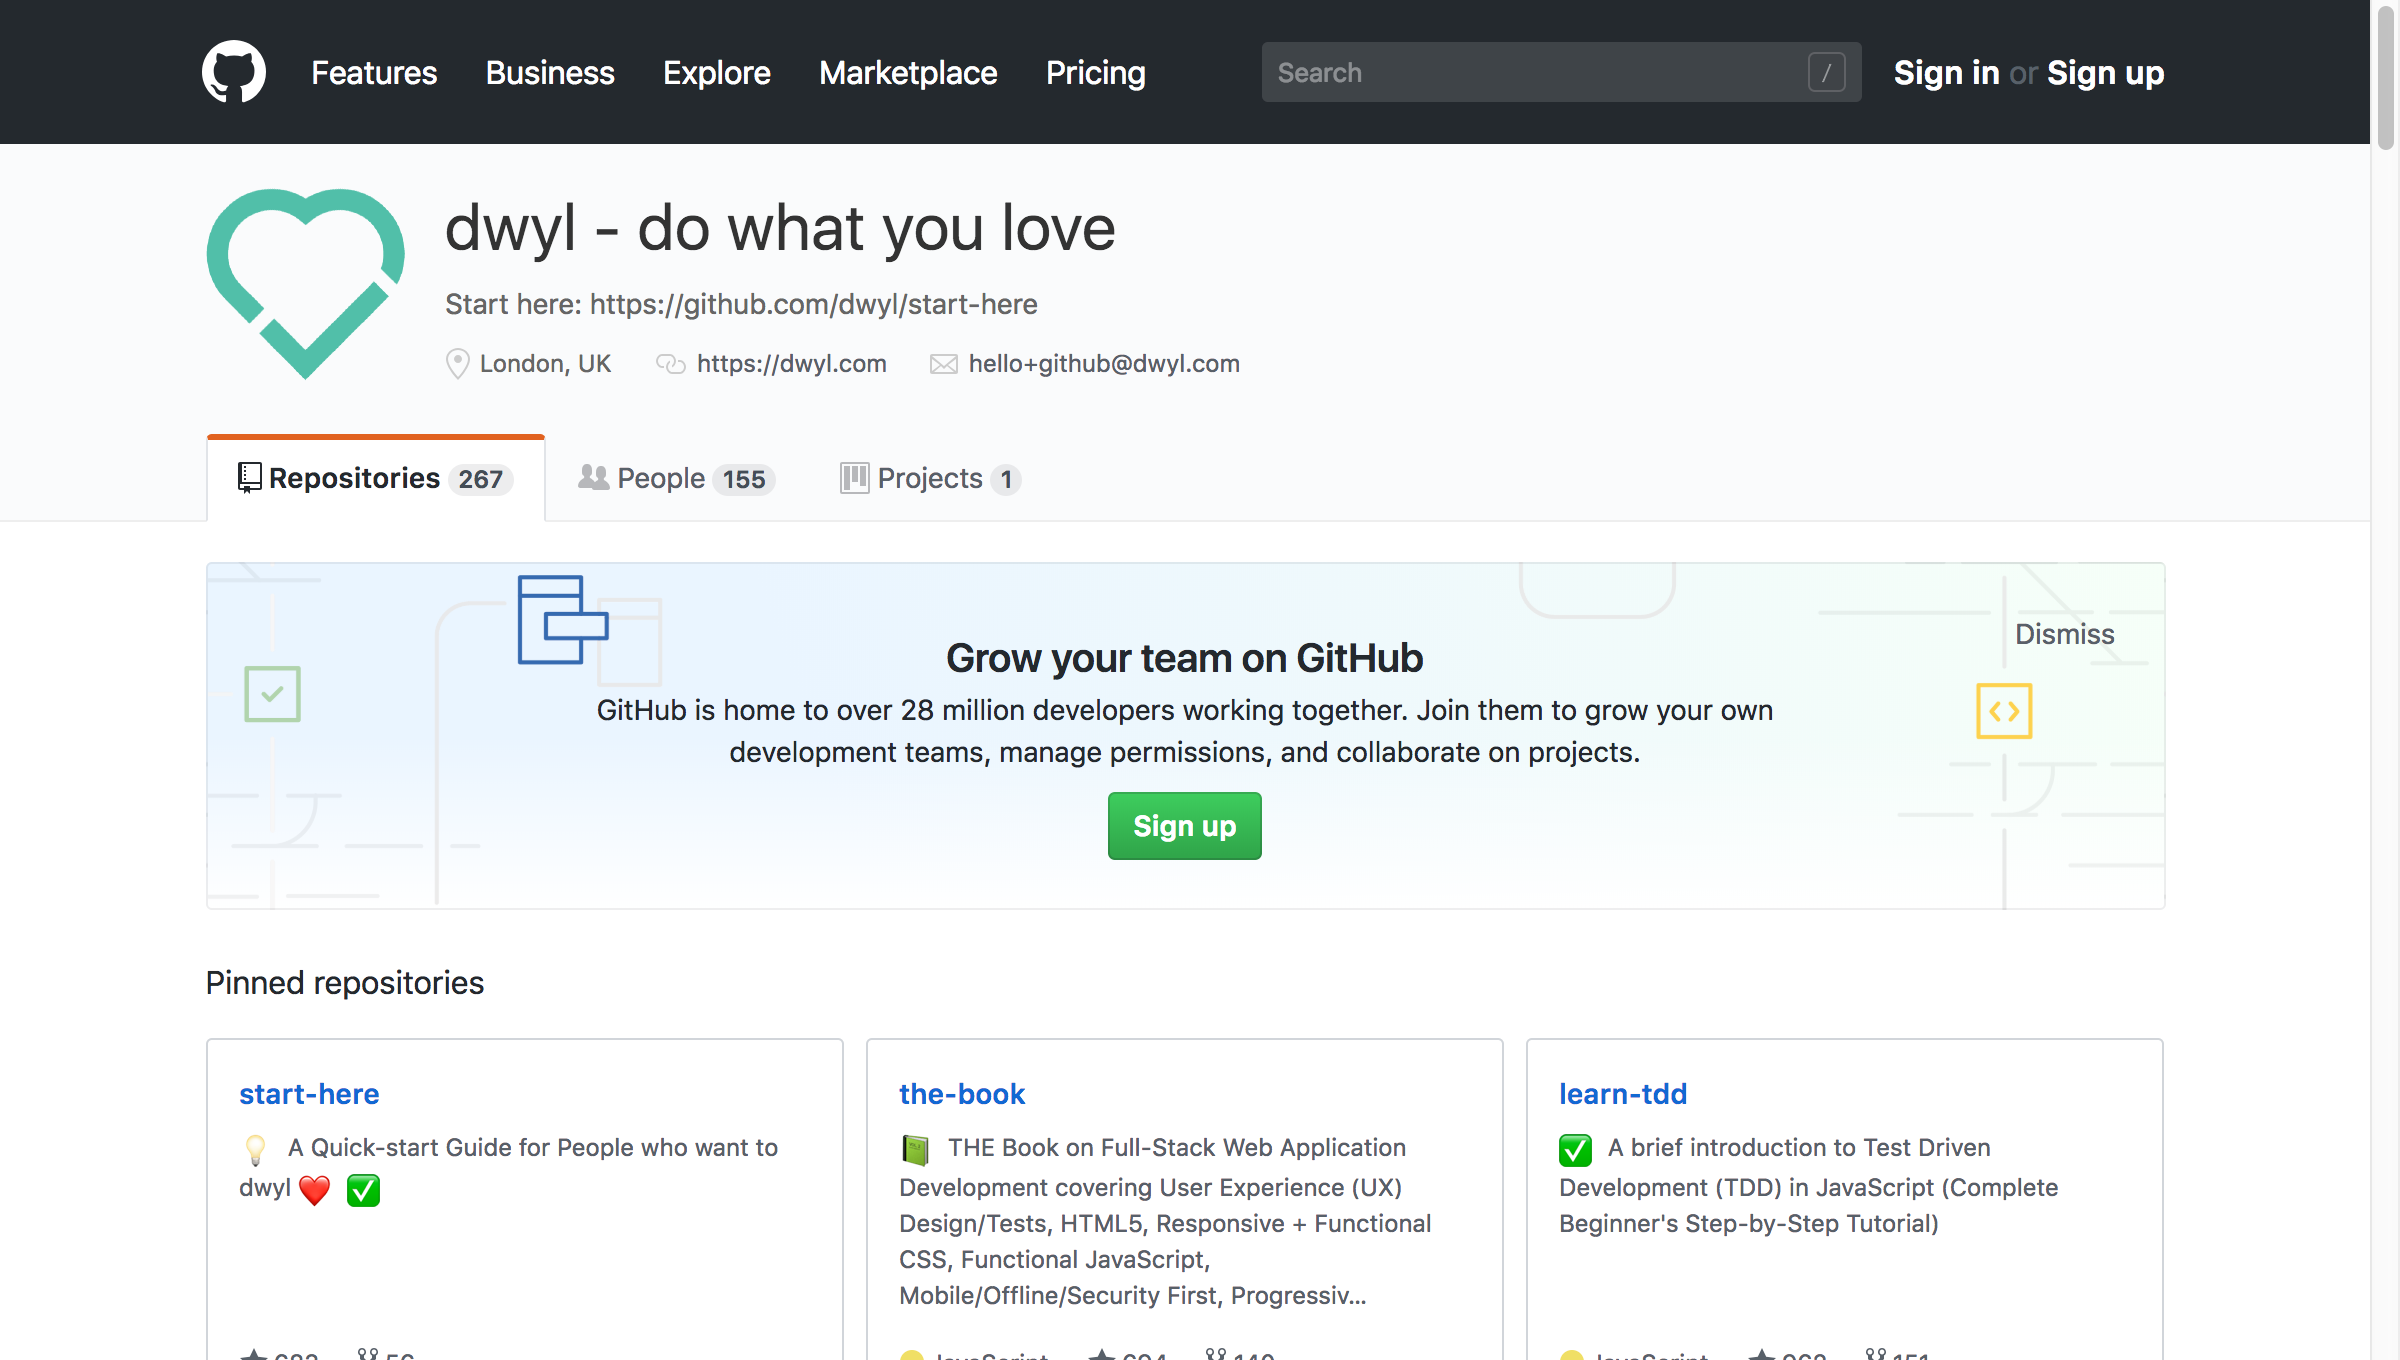 Features Business Explore Marketplace Pricing Search / Sign in or Sign up
dwyl - do what you love
Start here: https://github.com/dwyl/start-here
London, UK https://dwyl.com hello+github@dwyl.com
Repositories 267 People 155 Projects 1
Dismiss
Grow your team on GitHub
GitHub is home to over 28 million developers working together. Join them to grow your own
development teams, manage permissions, and collaborate on projects.
Sign up
Pinned repositories
start-here
A Quick-start Guide for People who want to
dwyl
the-book
THE Book on Full-Stack Web Application
Development covering User Experience (UX)
Design/Tests, HTML5, Responsive + Functional
CSS, Functional JavaScript,
Mobile/Offline/Security First, Progressiv...
JavaScript
learn-tdd
A brief introduction to Test Driven
Development (TDD) in JavaScript (Complete
Beginner's Step-by-Step Tutorial)
JavaScript